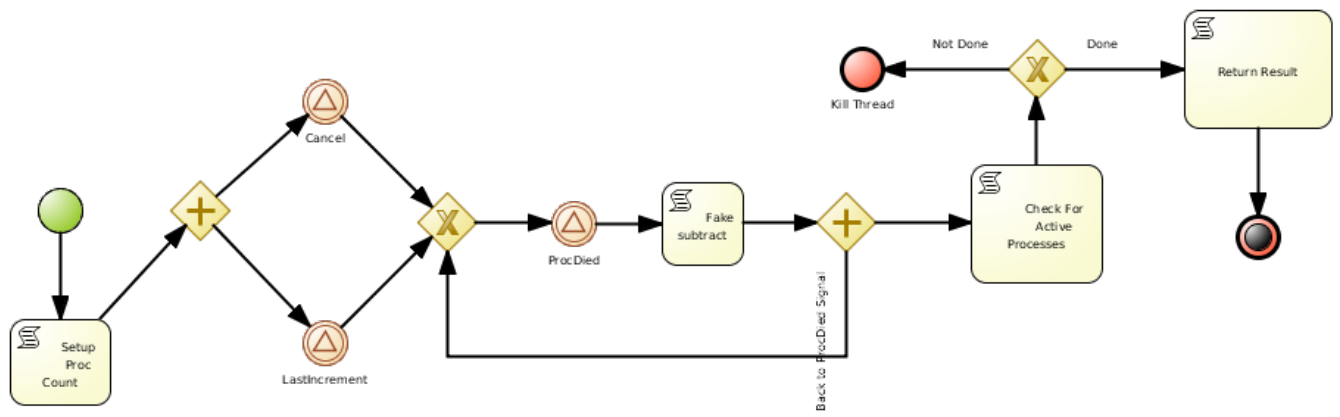 Not Done
Done
Return Result
Kill Thread
Cancel
Check For
Active
Processes
Fake
subtract
ProcDied
Back to ProcDied Signal
Setup
Proc
Count
LastIncrement